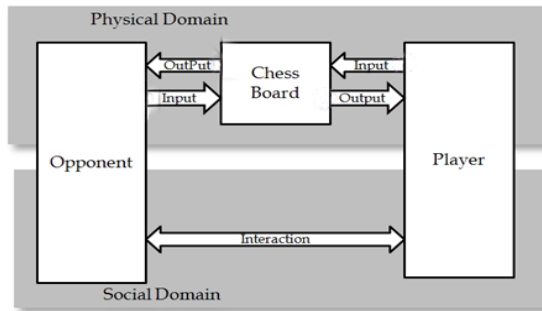 Physical Domain
OutPut
Input
Chess
Board
Input
Output
Opponent
Player
Interaction
Social Domain